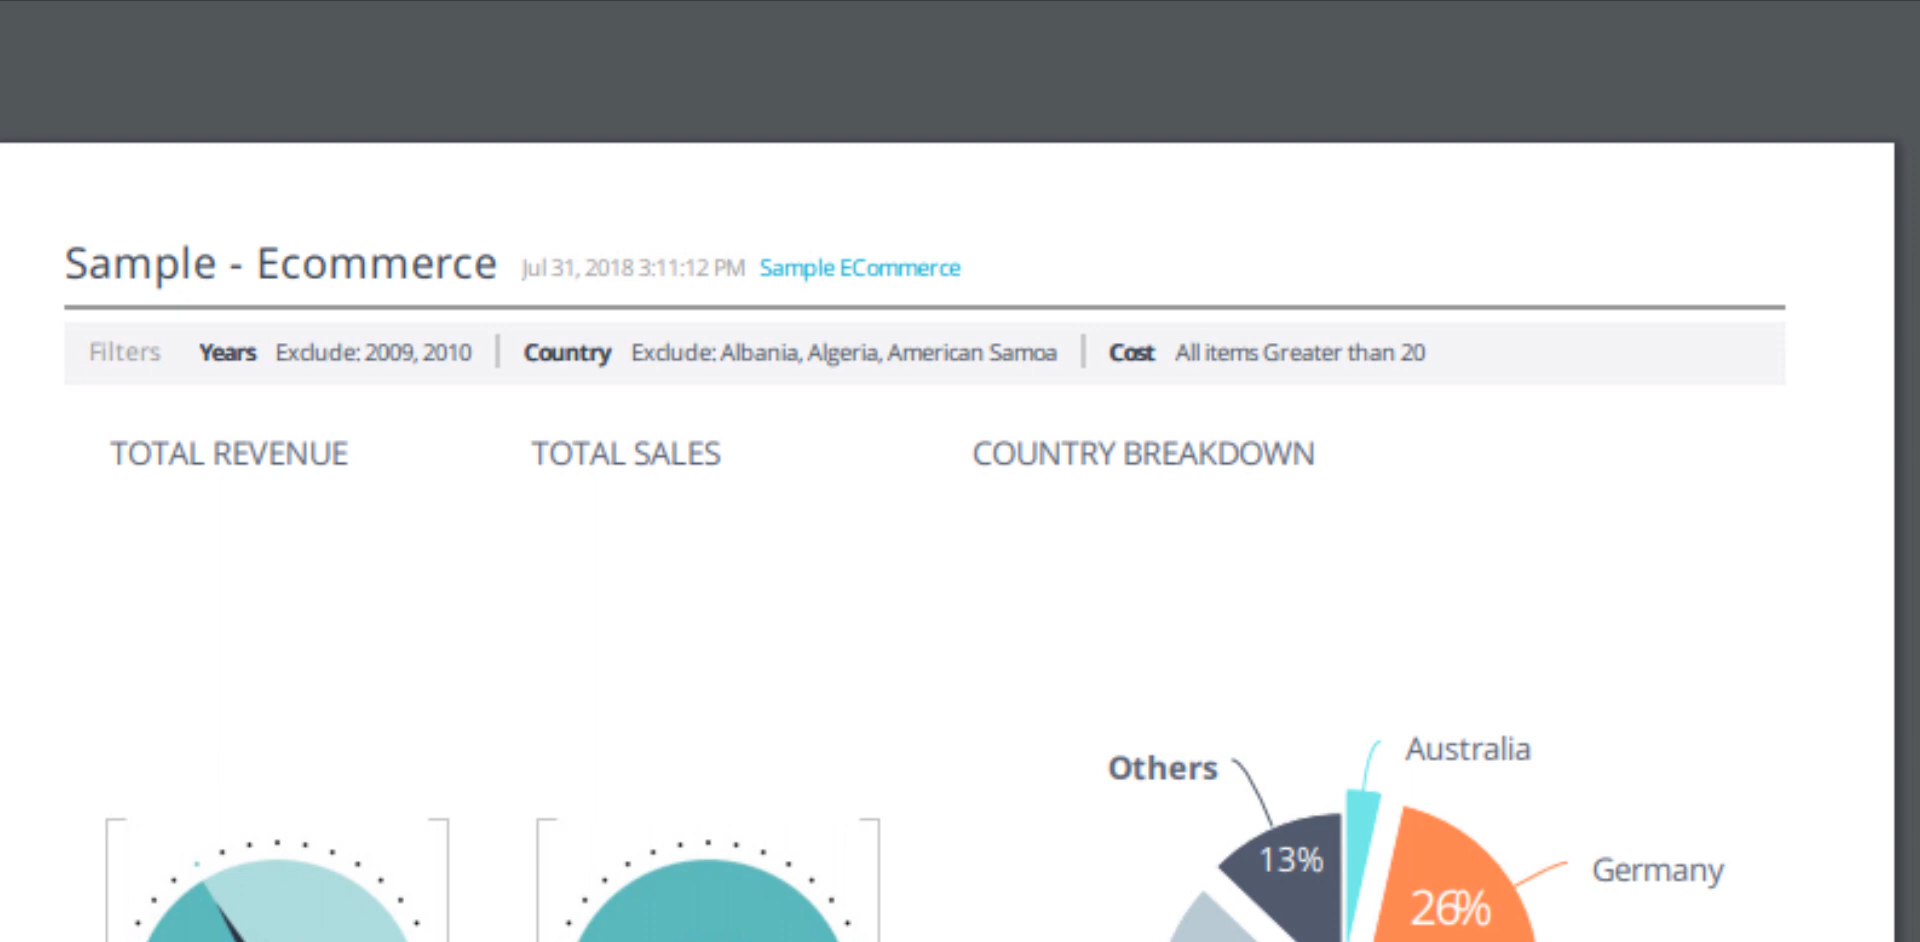 Sample - Ecommerce Jul 31, 2018 3:11:12 PM Sample ECommerce
Filters Years Exclude: 2009, 2010 Country Exclude: Albania, Algeria, American Samoa Cost All items Greater than 20
TOTAL REVENUE TOTAL SALES COUNTRY BREAKDOWN
Australia
Others
13%
Germany
26%